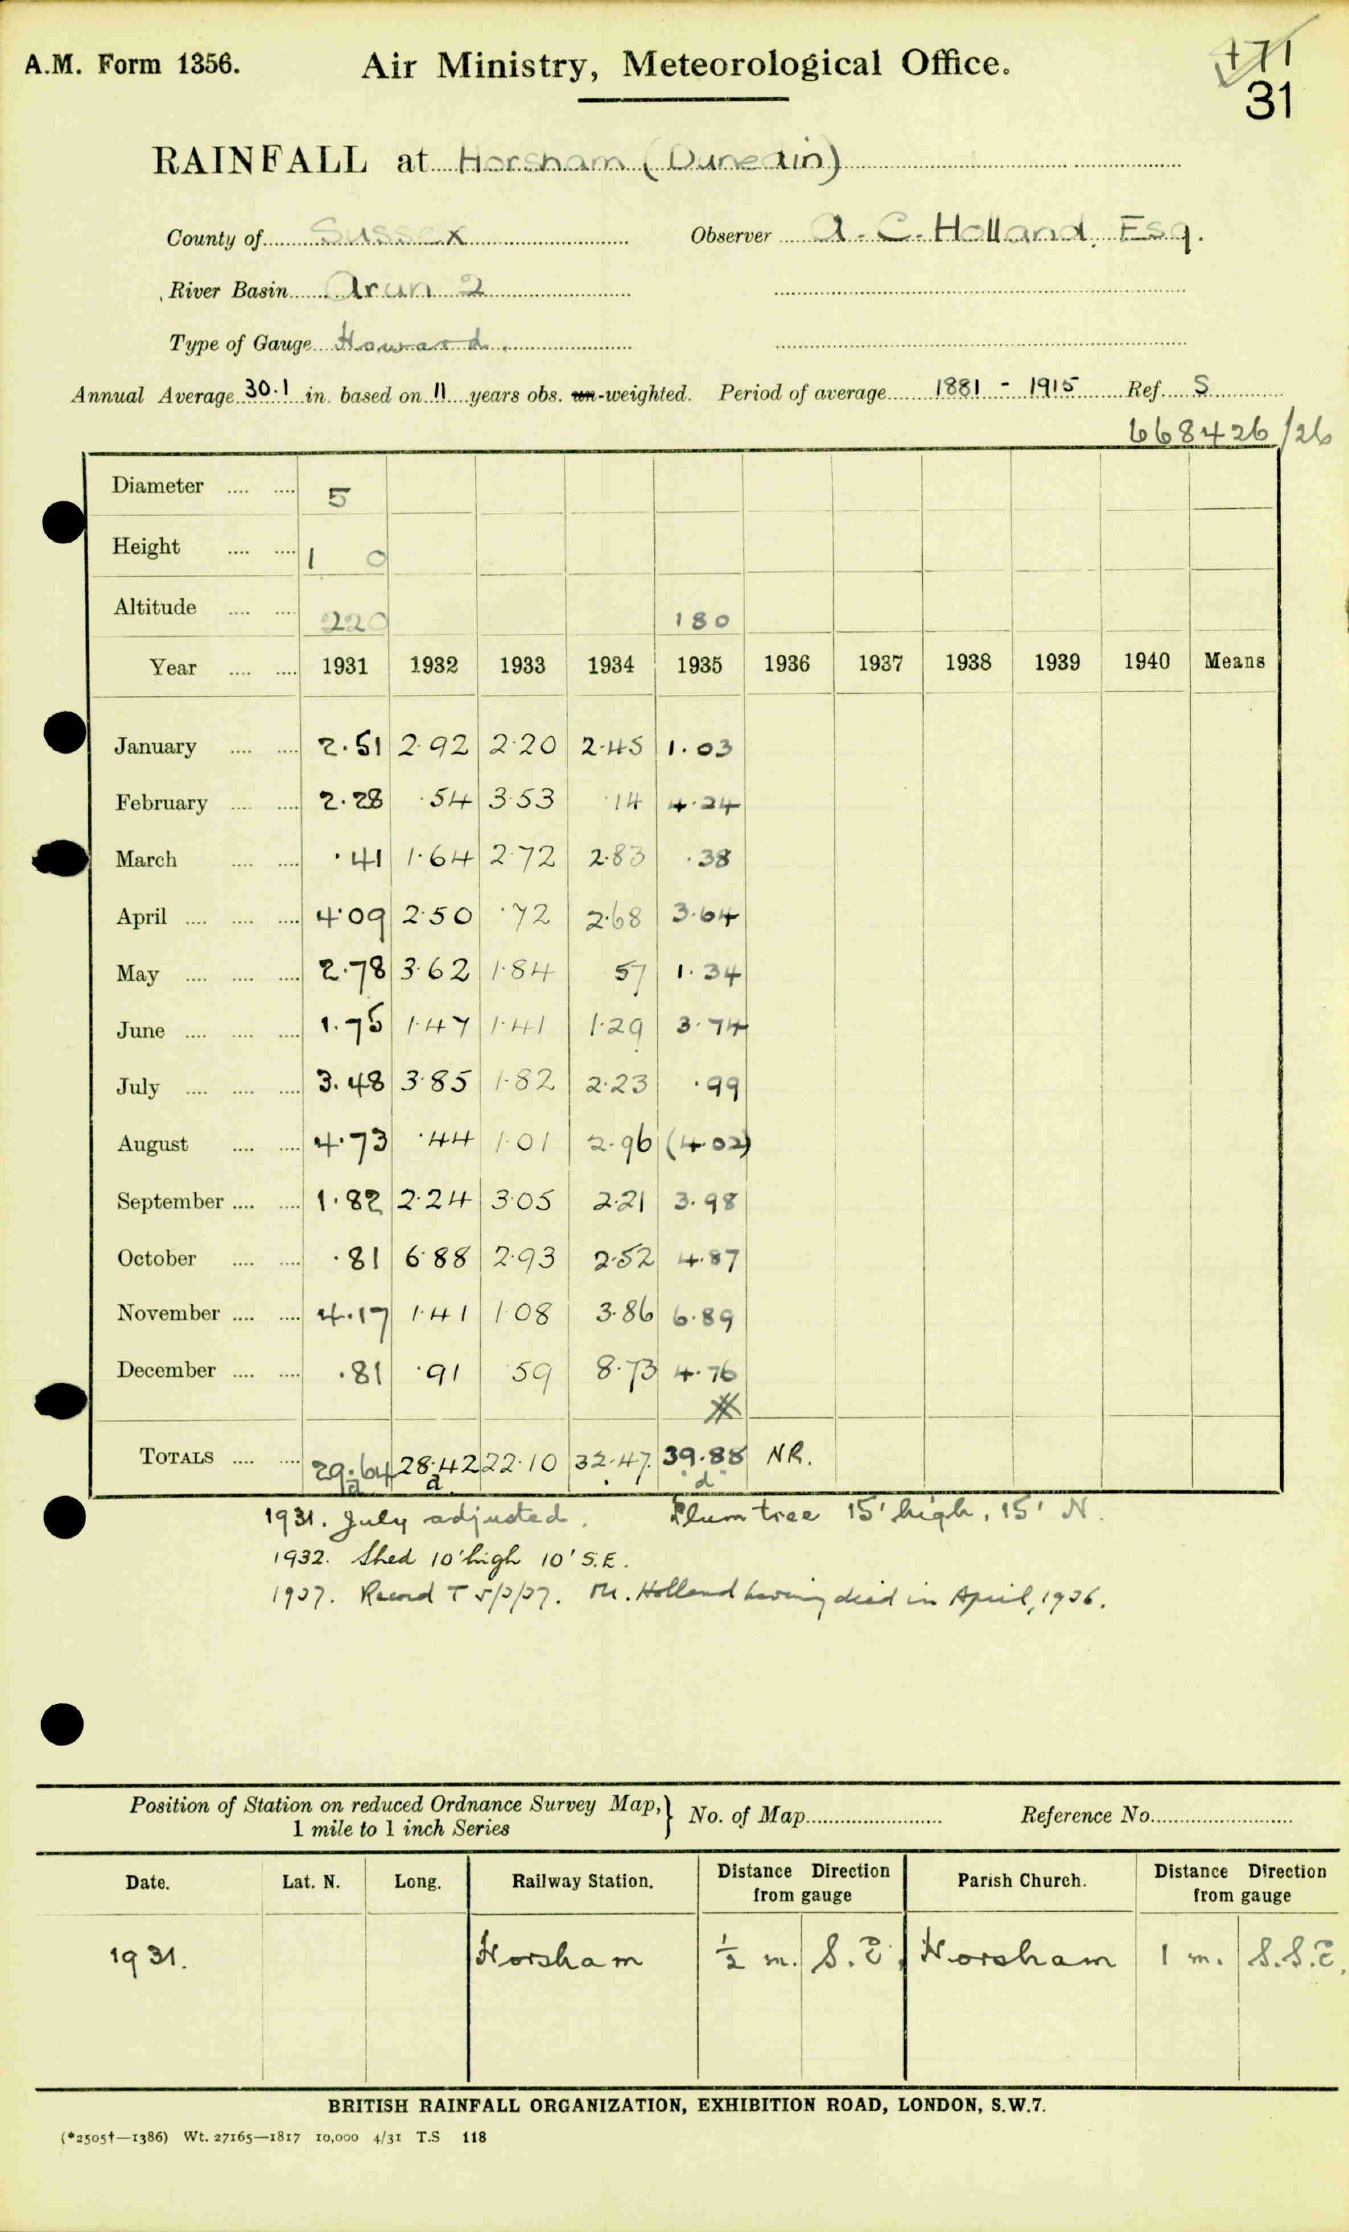 A.M. Form 1356.
Air Ministry, Meteorological Office.
471
31
RAINFALL at Horsham (Dunedin)
County of Sussex Observer A. C. Holland, Esq.
River Basin Arun 2
Type of Gauge Howard.
Annual Average 30.1 in. based on 11 years obs. un-weighted. Period of average 1881 - 1915 Ref. S
668426/26
Diameter 5
Height 1 0
Altitude 220 180
Year 1931 1932 1933 1934 1935 1936 1937 1938 1939 1940 Means
January 2.51 2.92 2.20 2.45 1.03
February 2.28 .54 3.53 .14 4.24
March .41 1.64 2.72 2.83 .38
April 4.09 2.50 .72 2.68 3.64
May 2.78 3.62 1.84 57 1.34
June 1.75 1.47 1.41 1.29 3.74
July 3.48 3.85 1.82 2.23 .99
August 4.73 .44 1.01 2.96 (4.02)
September 1.82 2.24 3.05 2.21 3.98
October .81 6.88 2.93 2.52 4.87
November 4.17 1.41 1.08 3.86 6.89
December .81 .91 59 8.73 4.76
TOTALS 29.64 28.42 22.10 32.47. 39.88 NR.
a a "d"
1931. July adjusted. Plum tree 15' high, 15' N.
1932. Shed 10' high 10' S.E.
1937. Record T 5/3/37. Mr. Holland having died in April, 1936.
Position of Station on reduced Ordnance Survey Map, 1 mile to 1 inch Series } No. of Map Reference No.
Date. Lat. N. Long. Railway Station. Distance Direction from gauge Parish Church. Distance Direction from gauge
1931. Horsham ½ m. S.E. Horsham 1 m. S.S.E.
BRITISH RAINFALL ORGANIZATION, EXHIBITION ROAD, LONDON, S.W.7.
(*2505†—1386) Wt. 27165—1817 10,000 4/31 T.S 118